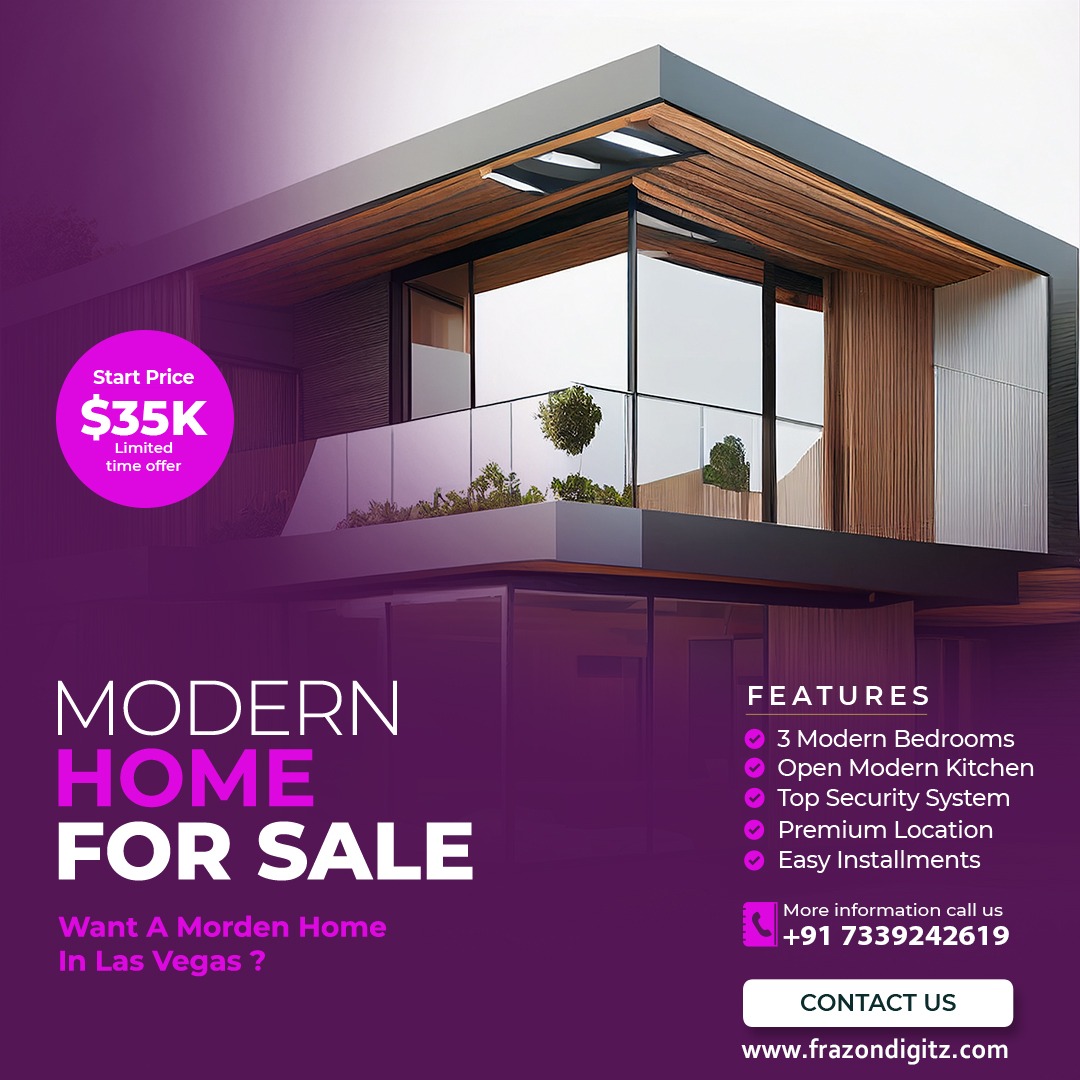 Start Price
$35K
Limited
time offer
MODERN
HOME
FOR SALE
Want A Morden Home
In Las Vegas ?
FEATURES
3 Modern Bedrooms
Open Modern Kitchen
Top Security System
Premium Location
Easy Installments
More information call us
+91 7339242619
CONTACT US
www.frazondigitz.com